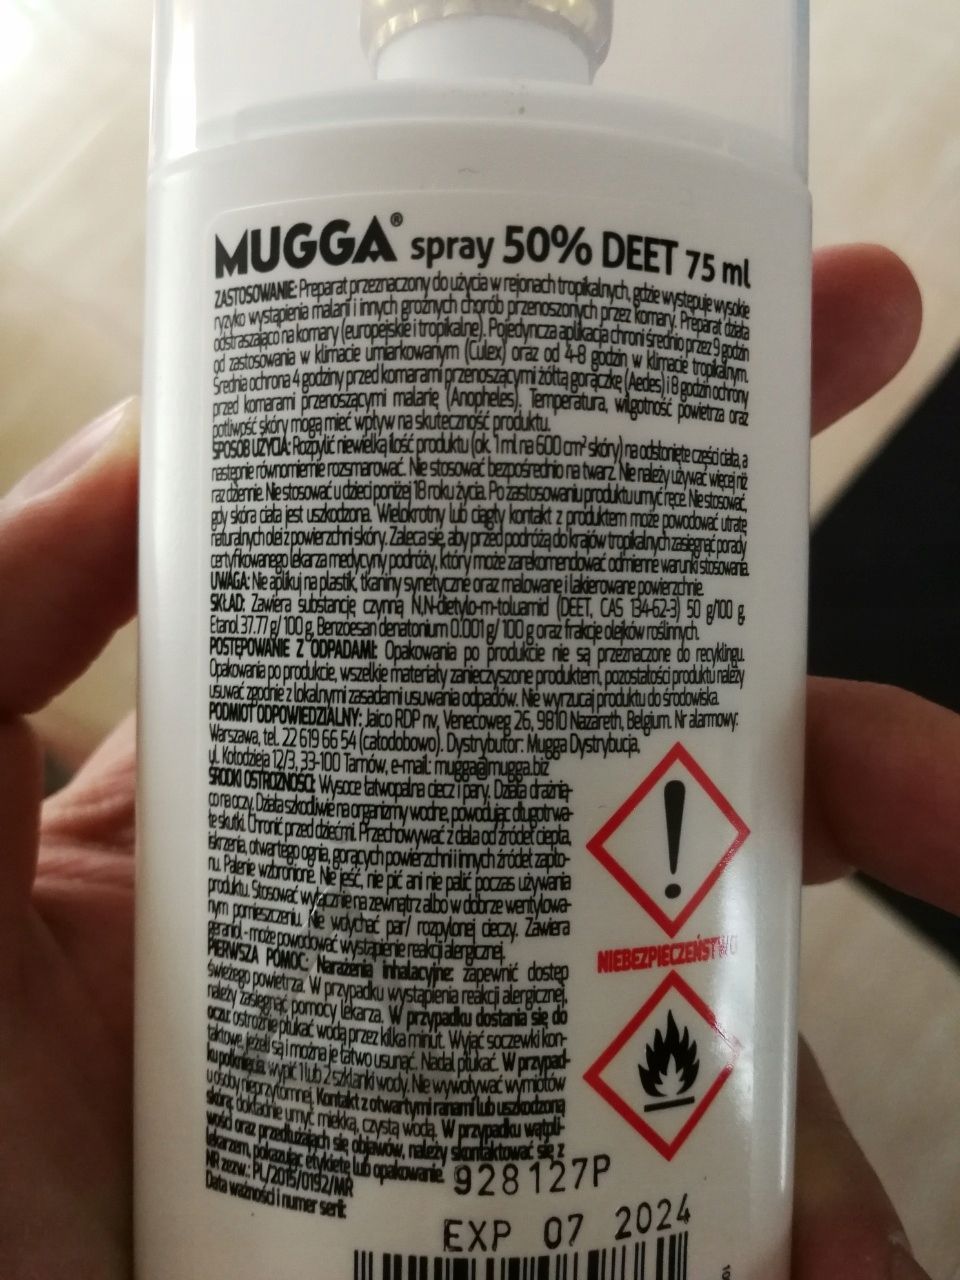 MUGGA® spray 50% DEET 75 ml
ZASTOSOWANIE: Preparat przeznaczony do użycia w rejonach tropikalnych, gdzie występuje wysokie
ryzyko wystąpienia malarii i innych groźnych chorób przenoszonych przez komary. Preparat działa
odstraszająco na komary (europejskie i tropikalne). Pojedyncza aplikacja chroni średnio przez 9 godzin
od zastosowania w klimacie umiarkowanym (Culex) oraz od 4-8 godzin w klimacie tropikalnym.
Średnia ochrona 4 godziny przed komarami przenoszącymi żółtą gorączkę (Aedes) i 8 godzin ochrony
przed komarami przenoszącymi malarię (Anopheles). Temperatura, wilgotność powietrza oraz
potliwość skóry mogą mieć wpływ na skuteczność produktu.
SPOSÓB UŻYCIA: Rozpylić niewielką ilość produktu (ok. 1 ml na 600 cm² skóry) na odsłonięte części ciała, a
następnie równomiernie rozsmarować. Nie stosować bezpośrednio na twarz. Nie należy używać więcej niż
raz dziennie. Nie stosować u dzieci poniżej 18 roku życia. Po zastosowaniu produktu umyć ręce. Nie stosować,
gdy skóra ciała jest uszkodzona. Wielokrotny lub ciągły kontakt z produktem może powodować utratę
naturalnych olei z powierzchni skóry. Zaleca się, aby przed podróżą do krajów tropikalnych zasięgnąć porady
certyfikowanego lekarza medycyny podróży, który może zarekomendować odmienne warunki stosowania.
UWAGA: Nie aplikuj na plastik, tkaniny synetyczne oraz malowane i lakierowane powierzchnie.
SKŁAD: Zawiera substancję czynną N,N-dietylo-m-toluamid (DEET, CAS 134-62-3) 50 g/100 g,
Etanol 37.77 g/ 100 g, Benzoesan denatonium 0.001 g/ 100 g oraz frakcje olejków roślinnych.
POSTĘPOWANIE Z ODPADAMI: Opakowania po produkcie nie są przeznaczone do recyklingu.
Opakowania po produkcie, wszelkie materiały zanieczyszone produktem, pozostałości produktu należy
usuwać zgodnie z lokalnymi zasadami usuwania odpadów. Nie wyrzucaj produktu do środowiska.
PODMIOT ODPOWIEDZIALNY: Jaico RDP nv, Venecoweg 26, 9810 Nazareth, Belgium. Nr alarmowy:
Warszawa, tel. 22 619 66 54 (całodobowo). Dystrybutor: Mugga Dystrybucja,
ul. Kołodzieja 12/3, 33-100 Tarnów, e-mail: mugga@mugga.biz
ŚRODKI OSTROŻNOŚCI: Wysoce łatwopalna ciecz i pary. Działa drażnią-
co na oczy. Działa szkodliwie na organizmy wodne, powodując długotrwa-
łe skutki. Chronić przed dziećmi. Przechowywać z dala od źródeł ciepła,
iskrzenia, otwartego ognia, gorących powierzchni i innych źródeł zapło-
nu. Palenie wzbronione. Nie jeść, nie pić ani nie palić poczas używania
produktu. Stosować wyłącznie na zewnątrz albo w dobrze wentylowa-
nym pomieszczeniu. Nie wdychać par/ rozpylonej cieczy. Zawiera
geraniol - może powodować wystąpienie reakcji alergicznej.
PIERWSZA POMOC: Narażenia inhalacyjne: zapewnić dostęp
świeżego powietrza. W przypadku wystąpienia reakcji alergicznej,
należy zasięgnąć pomocy lekarza. W przypadku dostania się do
oczu: ostrożnie płukać wodą przez kilka minut. Wyjąć soczewki kon-
taktowe, jeżeli są i można je łatwo usunąć. Nadal płukać. W przypad-
ku połknięcia: wypić 1 lub 2 szklanki wody. Nie wywoływać wymiotów
u osoby nieprzytomnej. Kontakt z otwartymi ranami lub uszkodzoną
skórą: dokładnie umyć miękką, czystą wodą. W przypadku wątpli-
wości oraz przedłużających się objawów, należy skontaktować się z
lekarzem, pokazując etykietę lub opakowanie.
NR zezw.: PL/2015/0192/MR
Data ważności i numer serii:
NIEBEZPIECZEŃSTWO
928127P
EXP 07 2024